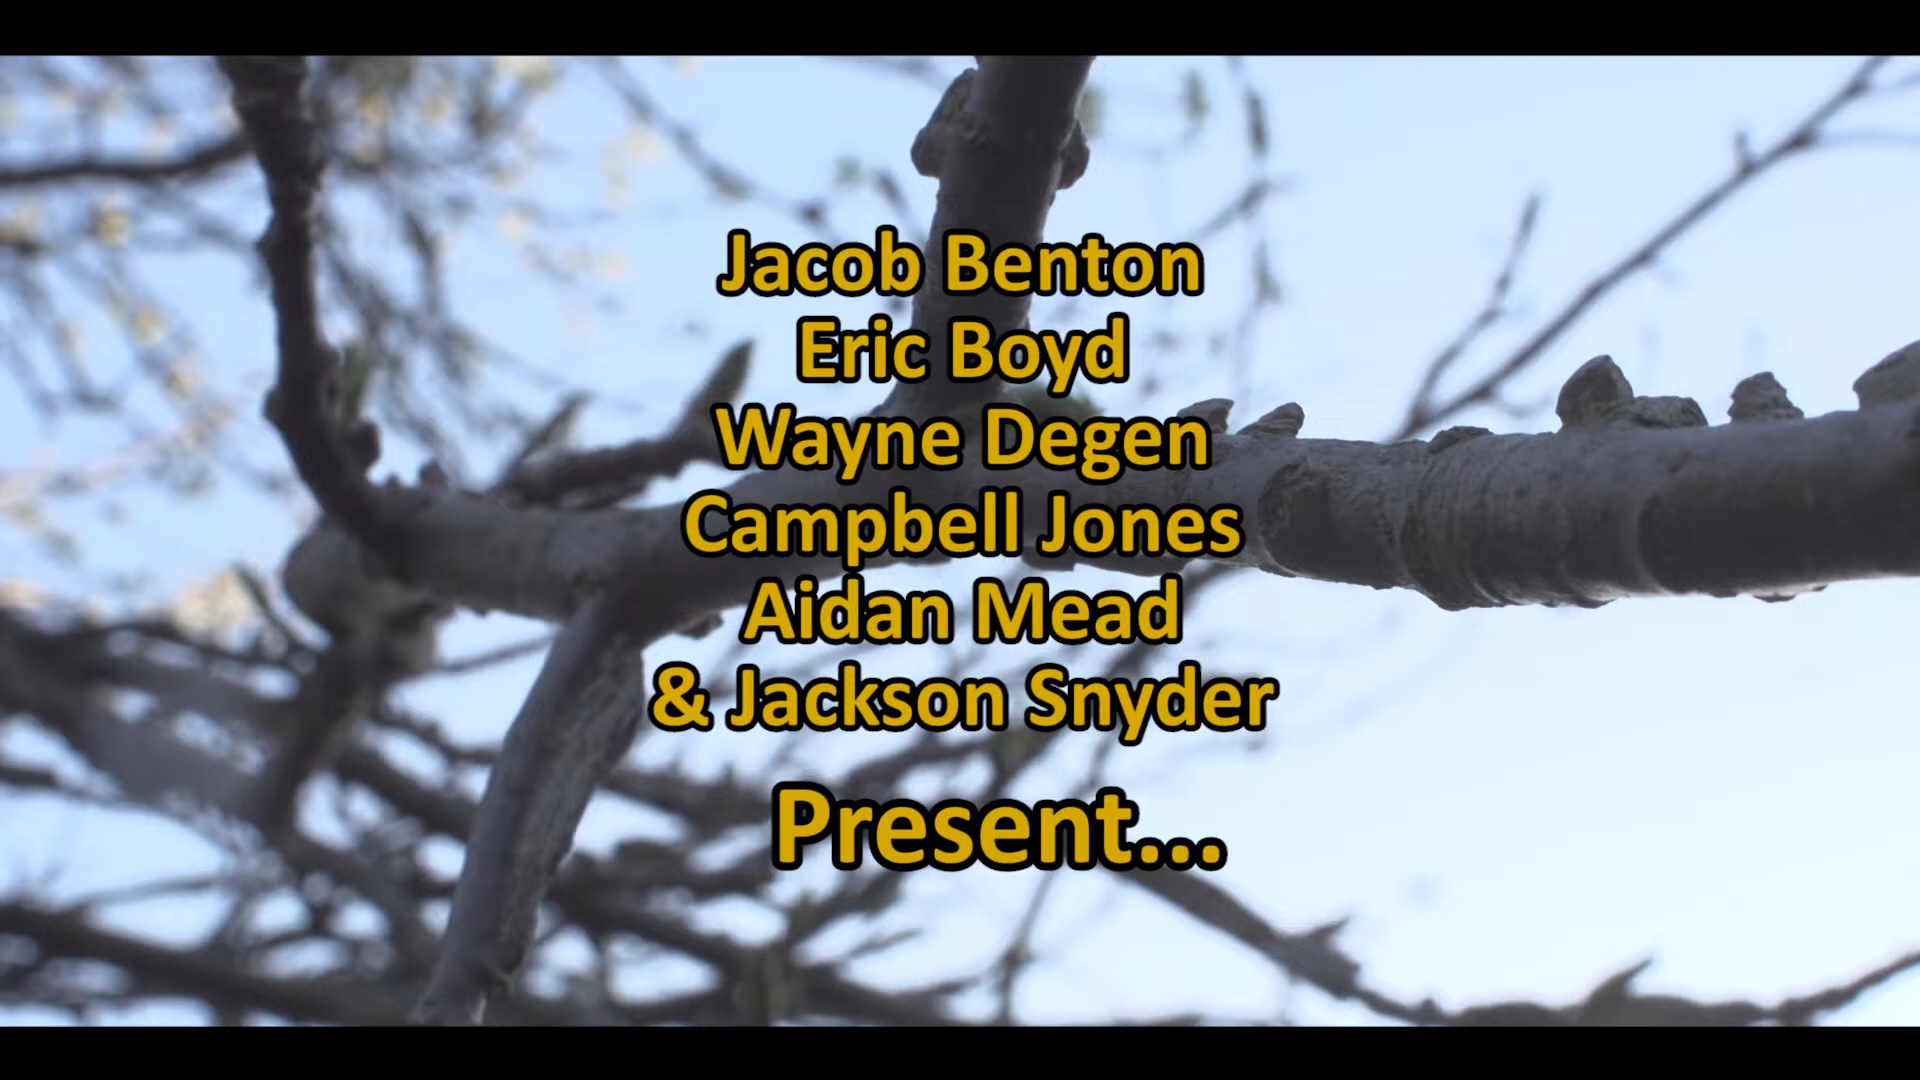 Jacob Benton
Eric Boyd
Wayne Degen
Campbell Jones
Aidan Mead
& Jackson Snyder
Present...